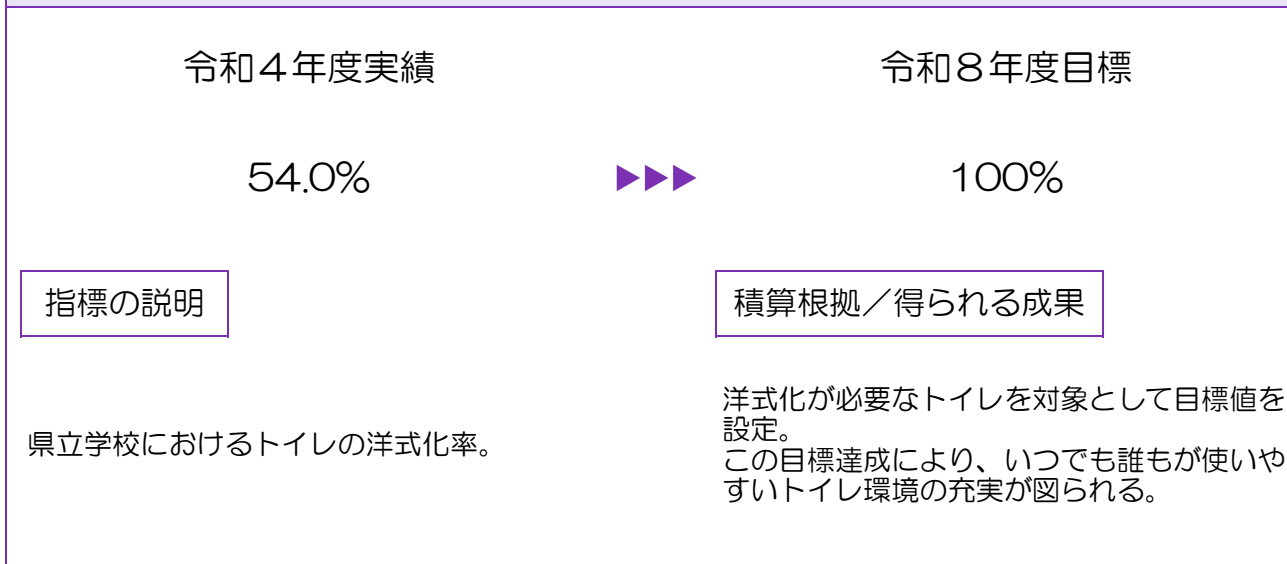 令和４年度実績
令和８年度目標
54.0%
▶▶▶
100%
指標の説明
積算根拠／得られる成果
県立学校におけるトイレの洋式化率。
洋式化が必要なトイレを対象として目標値を
設定。
この目標達成により、いつでも誰もが使いや
すいトイレ環境の充実が図られる。